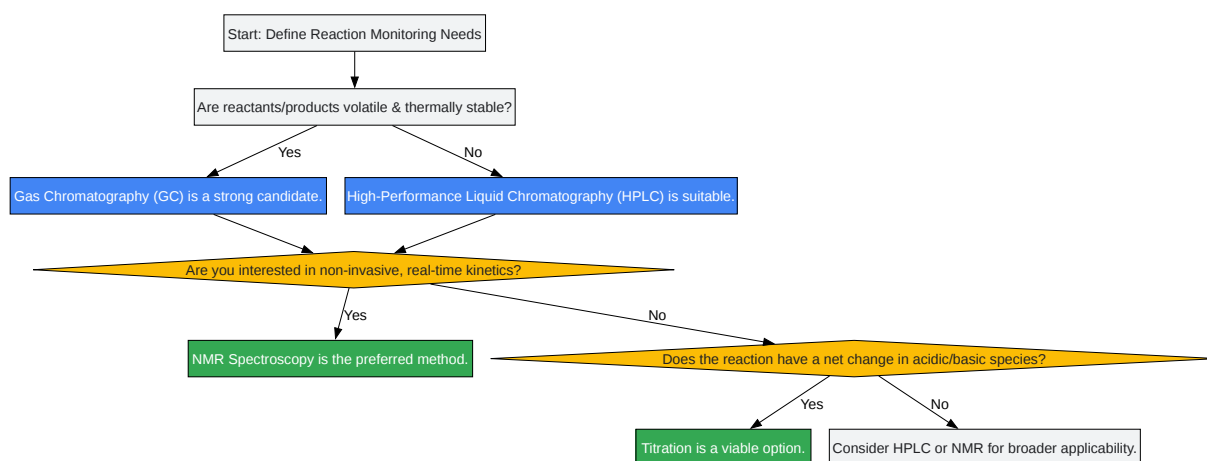 Start: Define Reaction Monitoring Needs
Are reactants/products volatile & thermally stable?
Yes
No
Gas Chromatography (GC) is a strong candidate.
High-Performance Liquid Chromatography (HPLC) is suitable.
Are you interested in non-invasive, real-time kinetics?
Yes
No
NMR Spectroscopy is the preferred method.
Does the reaction have a net change in acidic/basic species?
Yes
No
Titration is a viable option.
Consider HPLC or NMR for broader applicability.